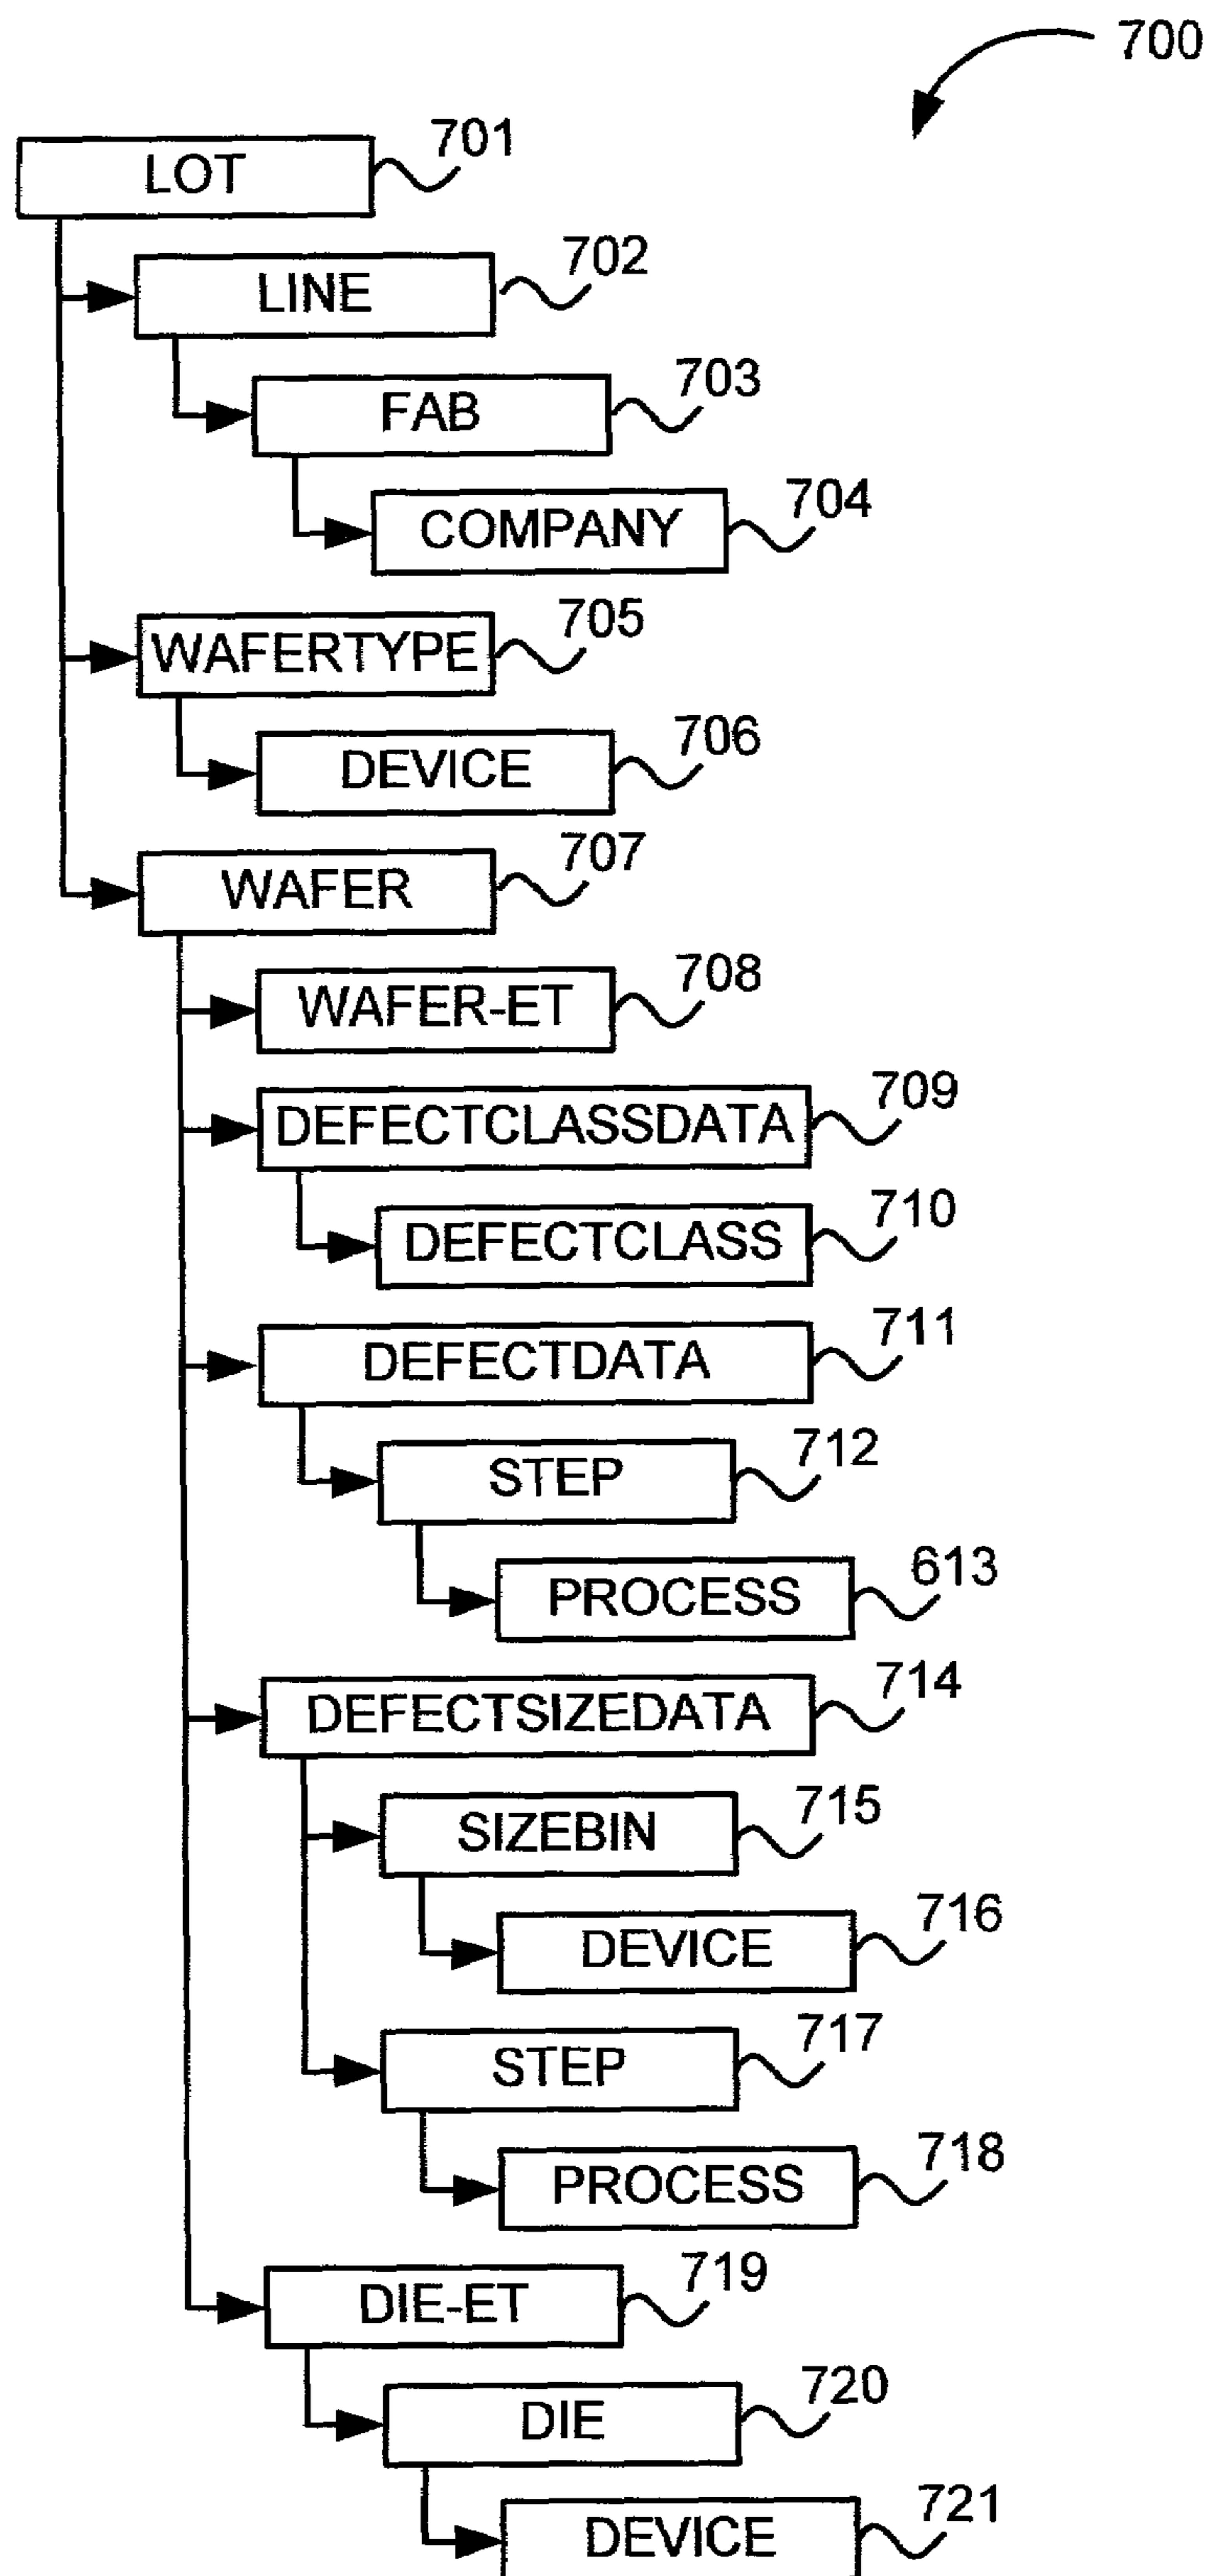 700
LOT 701
LINE 702
FAB 703
COMPANY 704
WAFERTYPE 705
DEVICE 706
WAFER 707
WAFER-ET 708
DEFECTCLASSDATA 709
DEFECTCLASS 710
DEFECTDATA 711
STEP 712
PROCESS 613
DEFECTSIZEDATA 714
SIZEBIN 715
DEVICE 716
STEP 717
PROCESS 718
DIE-ET 719
DIE 720
DEVICE 721